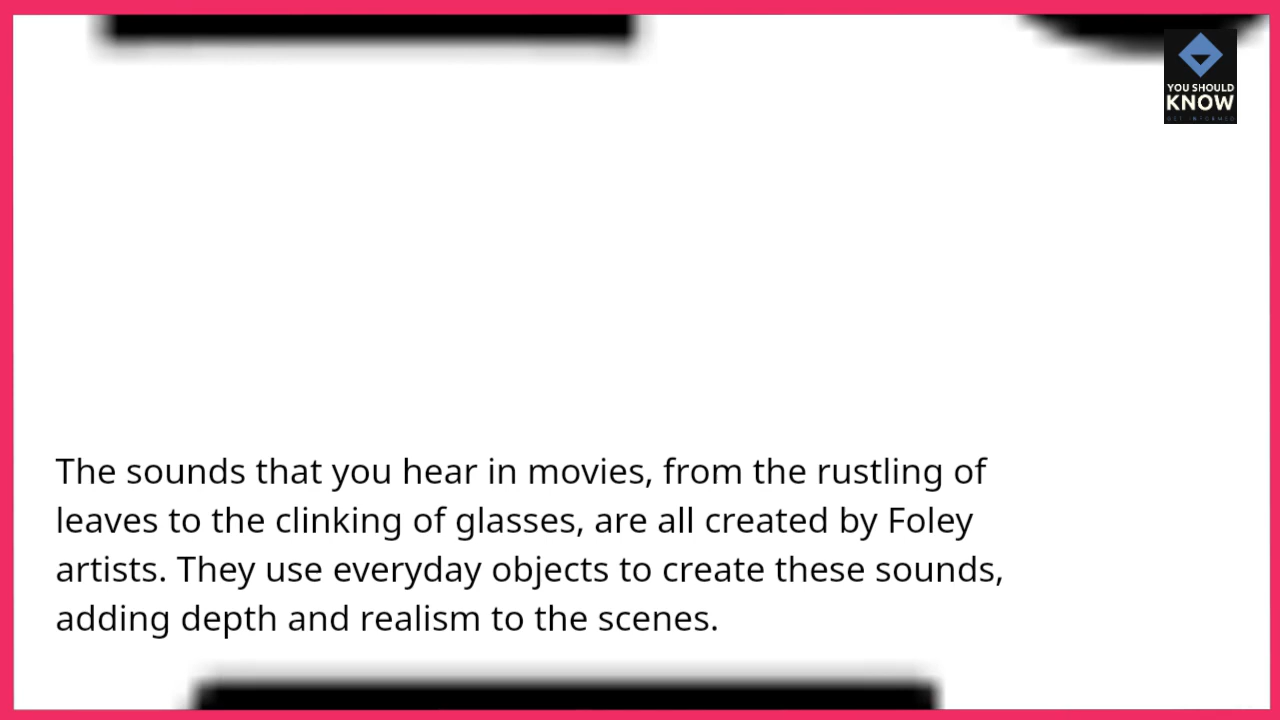 YOU SHOULD
KNOW
GET INFORMED
The sounds that you hear in movies, from the rustling of
leaves to the clinking of glasses, are all created by Foley
artists. They use everyday objects to create these sounds,
adding depth and realism to the scenes.